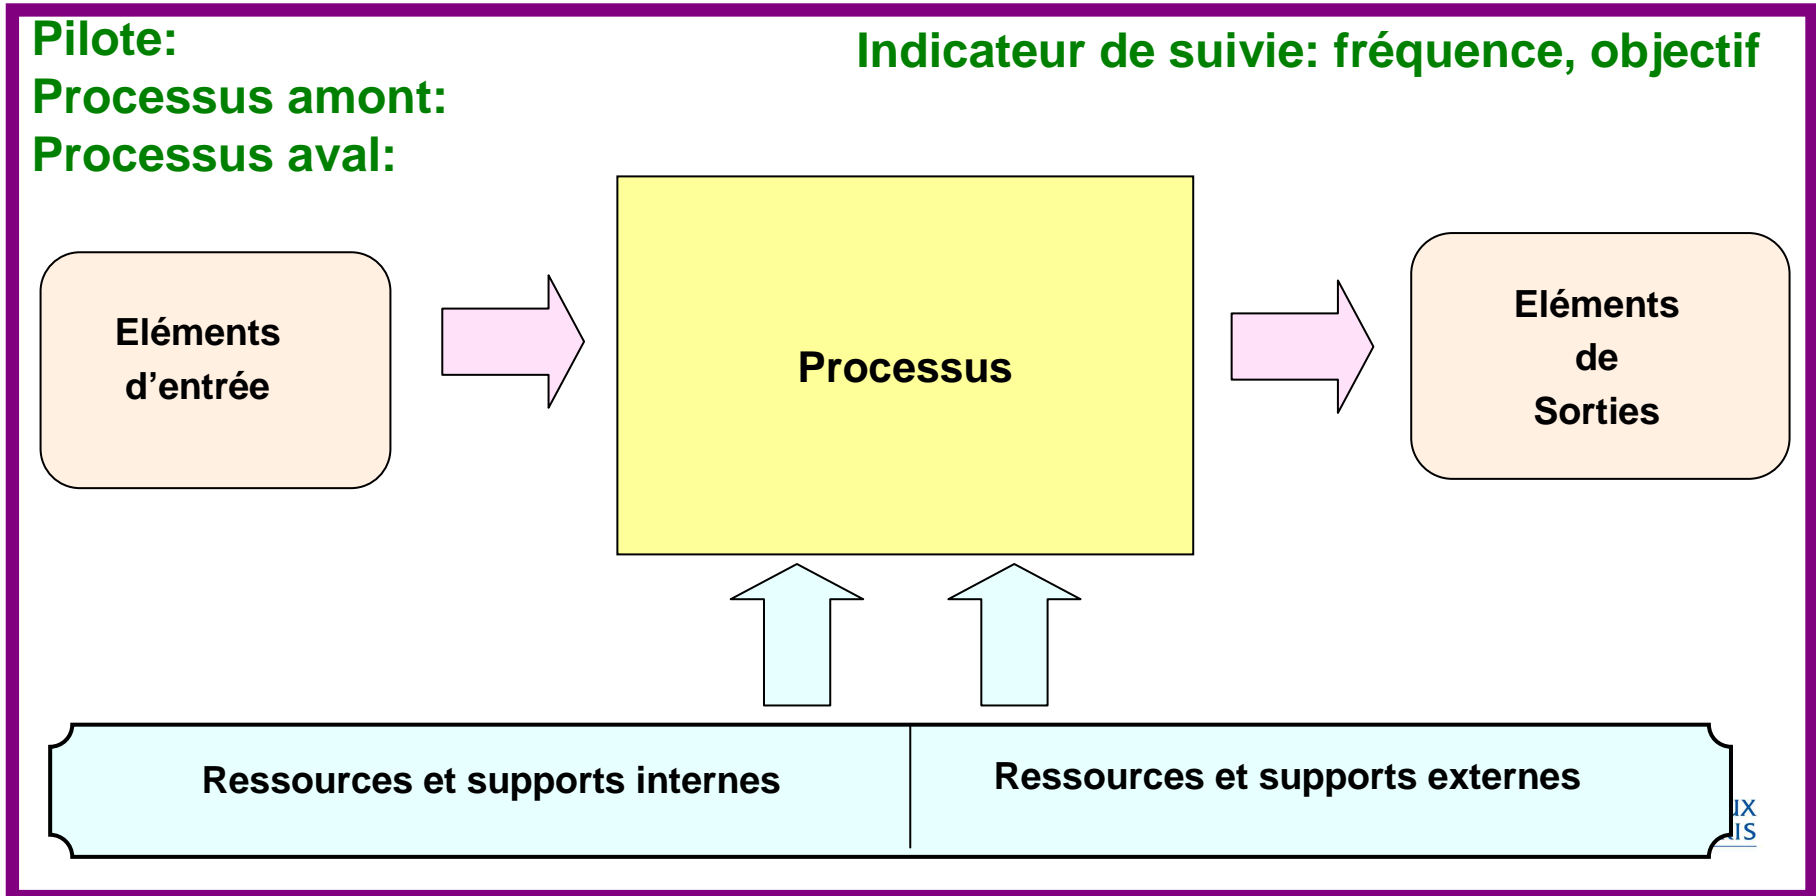 Pilote:
Processus amont:
Processus aval:
Indicateur de suivie: fréquence, objectif
Eléments
d’entrée
Processus
Eléments
de
Sorties
Ressources et supports internes
Ressources et supports externes